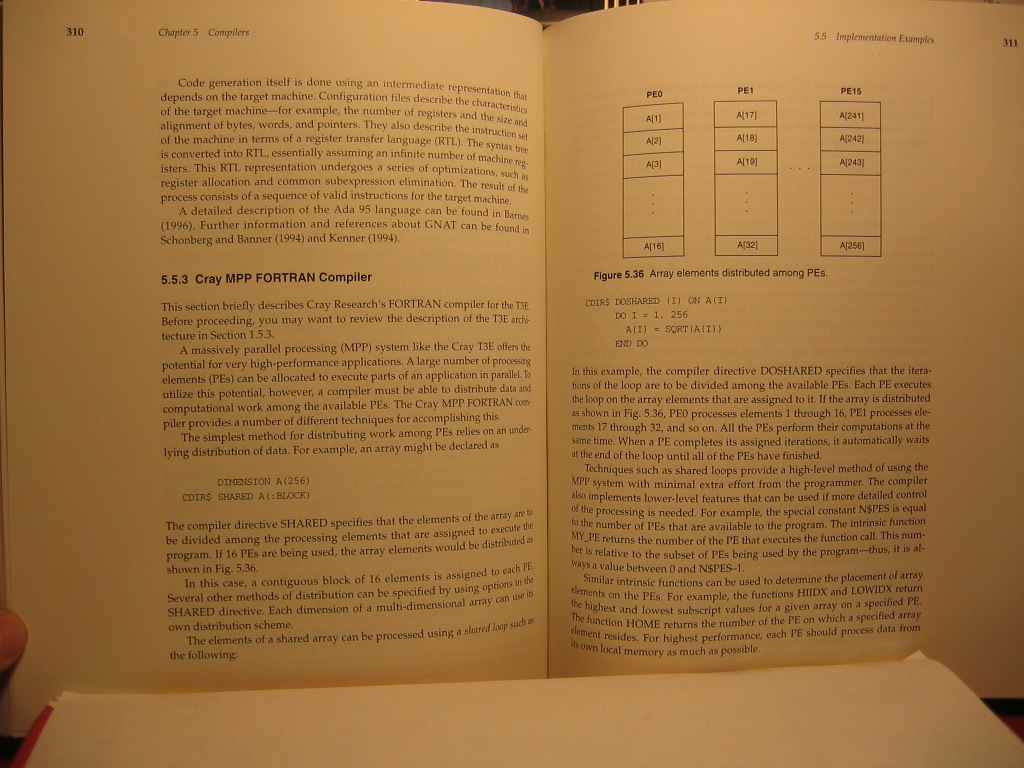 310
Chapter 5 Compilers
Code generation itself is done using an intermediate representation that
depends on the target machine. Configuration files describe the characteristics
of the target machine—for example, the number of registers and the size and
alignment of bytes, words, and pointers. They also describe the instruction set
of the machine in terms of a register transfer language (RTL). The syntax tree
is converted into RTL, essentially assuming an infinite number of machine reg-
isters. This RTL representation undergoes a series of optimizations, such as
register allocation and common subexpression elimination. The result of the
process consists of a sequence of valid instructions for the target machine.
A detailed description of the Ada 95 language can be found in Barnes
(1996). Further information and references about GNAT can be found in
Schonberg and Banner (1994) and Kenner (1994).
5.5.3 Cray MPP FORTRAN Compiler
This section briefly describes Cray Research's FORTRAN compiler for the T3E.
Before proceeding, you may want to review the description of the T3E archi-
tecture in Section 1.5.3.
A massively parallel processing (MPP) system like the Cray T3E offers the
potential for very high-performance applications. A large number of processing
elements (PEs) can be allocated to execute parts of an application in parallel. To
utilize this potential, however, a compiler must be able to distribute data and
computational work among the available PEs. The Cray MPP FORTRAN com-
piler provides a number of different techniques for accomplishing this.
The simplest method for distributing work among PEs relies on an under-
lying distribution of data. For example, an array might be declared as
DIMENSION A(256)
CDIR$ SHARED A(:BLOCK)
The compiler directive SHARED specifies that the elements of the array are to
be divided among the processing elements that are assigned to execute the
program. If 16 PEs are being used, the array elements would be distributed as
shown in Fig. 5.36.
In this case, a contiguous block of 16 elements is assigned to each PE.
Several other methods of distribution can be specified by using options in the
SHARED directive. Each dimension of a multi-dimensional array can use its
own distribution scheme.
The elements of a shared array can be processed using a shared loop such as
the following:
5.5 Implementation Examples
311
PE0 PE1 PE15
A[1] A[17] A[241]
A[2] A[18] A[242]
A[3] A[19] . . . A[243]
A[16] A[32] A[256]
Figure 5.36 Array elements distributed among PEs.
CDIR$ DOSHARED (I) ON A(I)
DO I = 1, 256
A(I) = SQRT(A(I))
END DO
In this example, the compiler directive DOSHARED specifies that the itera-
tions of the loop are to be divided among the available PEs. Each PE executes
the loop on the array elements that are assigned to it. If the array is distributed
as shown in Fig. 5.36, PE0 processes elements 1 through 16, PE1 processes ele-
ments 17 through 32, and so on. All the PEs perform their computations at the
same time. When a PE completes its assigned iterations, it automatically waits
at the end of the loop until all of the PEs have finished.
Techniques such as shared loops provide a high-level method of using the
MPP system with minimal extra effort from the programmer. The compiler
also implements lower-level features that can be used if more detailed control
of the processing is needed. For example, the special constant N$PES is equal
to the number of PEs that are available to the program. The intrinsic function
MY_PE returns the number of the PE that executes the function call. This num-
ber is relative to the subset of PEs being used by the program—thus, it is al-
ways a value between 0 and N$PES–1.
Similar intrinsic functions can be used to determine the placement of array
elements on the PEs. For example, the functions HIIDX and LOWIDX return
the highest and lowest subscript values for a given array on a specified PE.
The function HOME returns the number of the PE on which a specified array
element resides. For highest performance, each PE should process data from
its own local memory as much as possible.